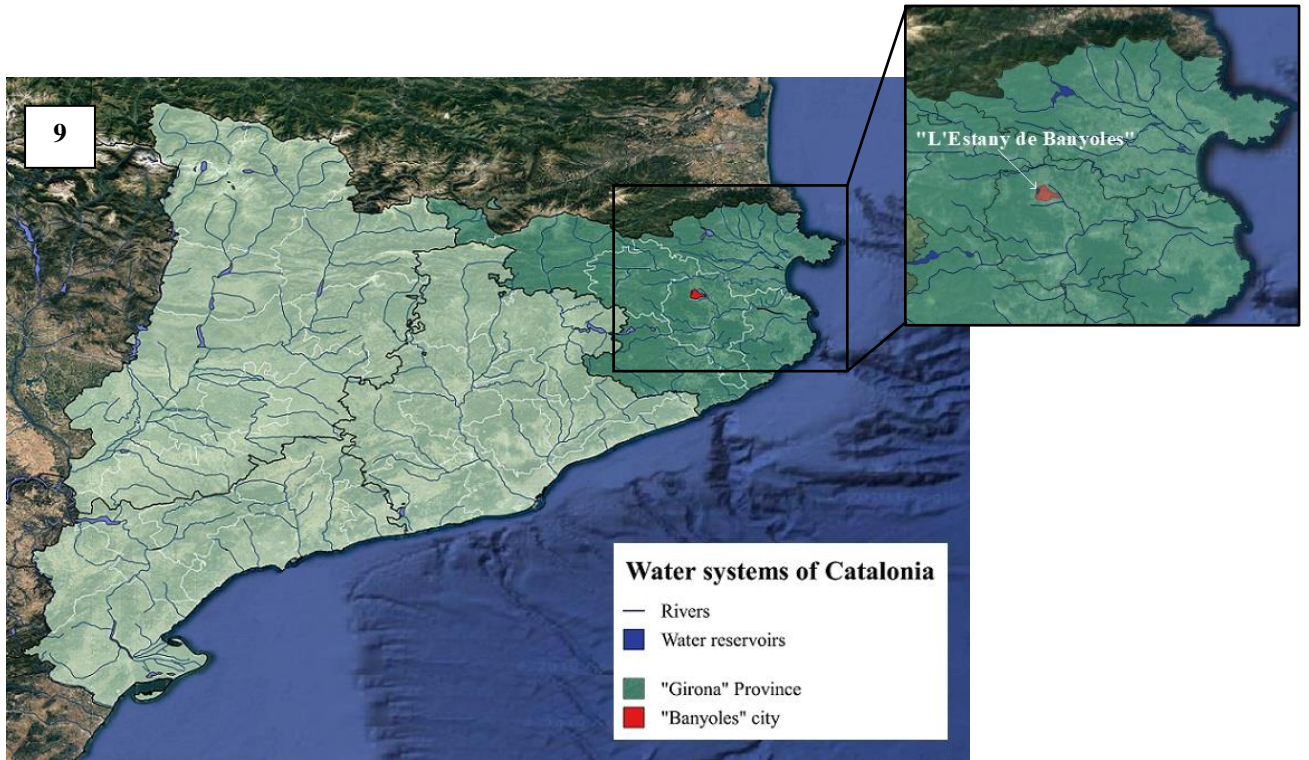 9
"L'Estany de Banyoles"
Water systems of Catalonia
Rivers
Water reservoirs
"Girona" Province
"Banyoles" city